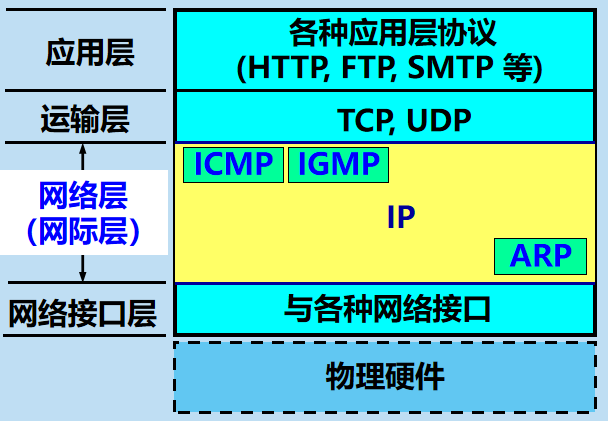 应用层
各种应用层协议
(HTTP, FTP, SMTP 等)
运输层
TCP, UDP
ICMP
IGMP
网络层
(网际层)
IP
ARP
网络接口层
与各种网络接口
物理硬件